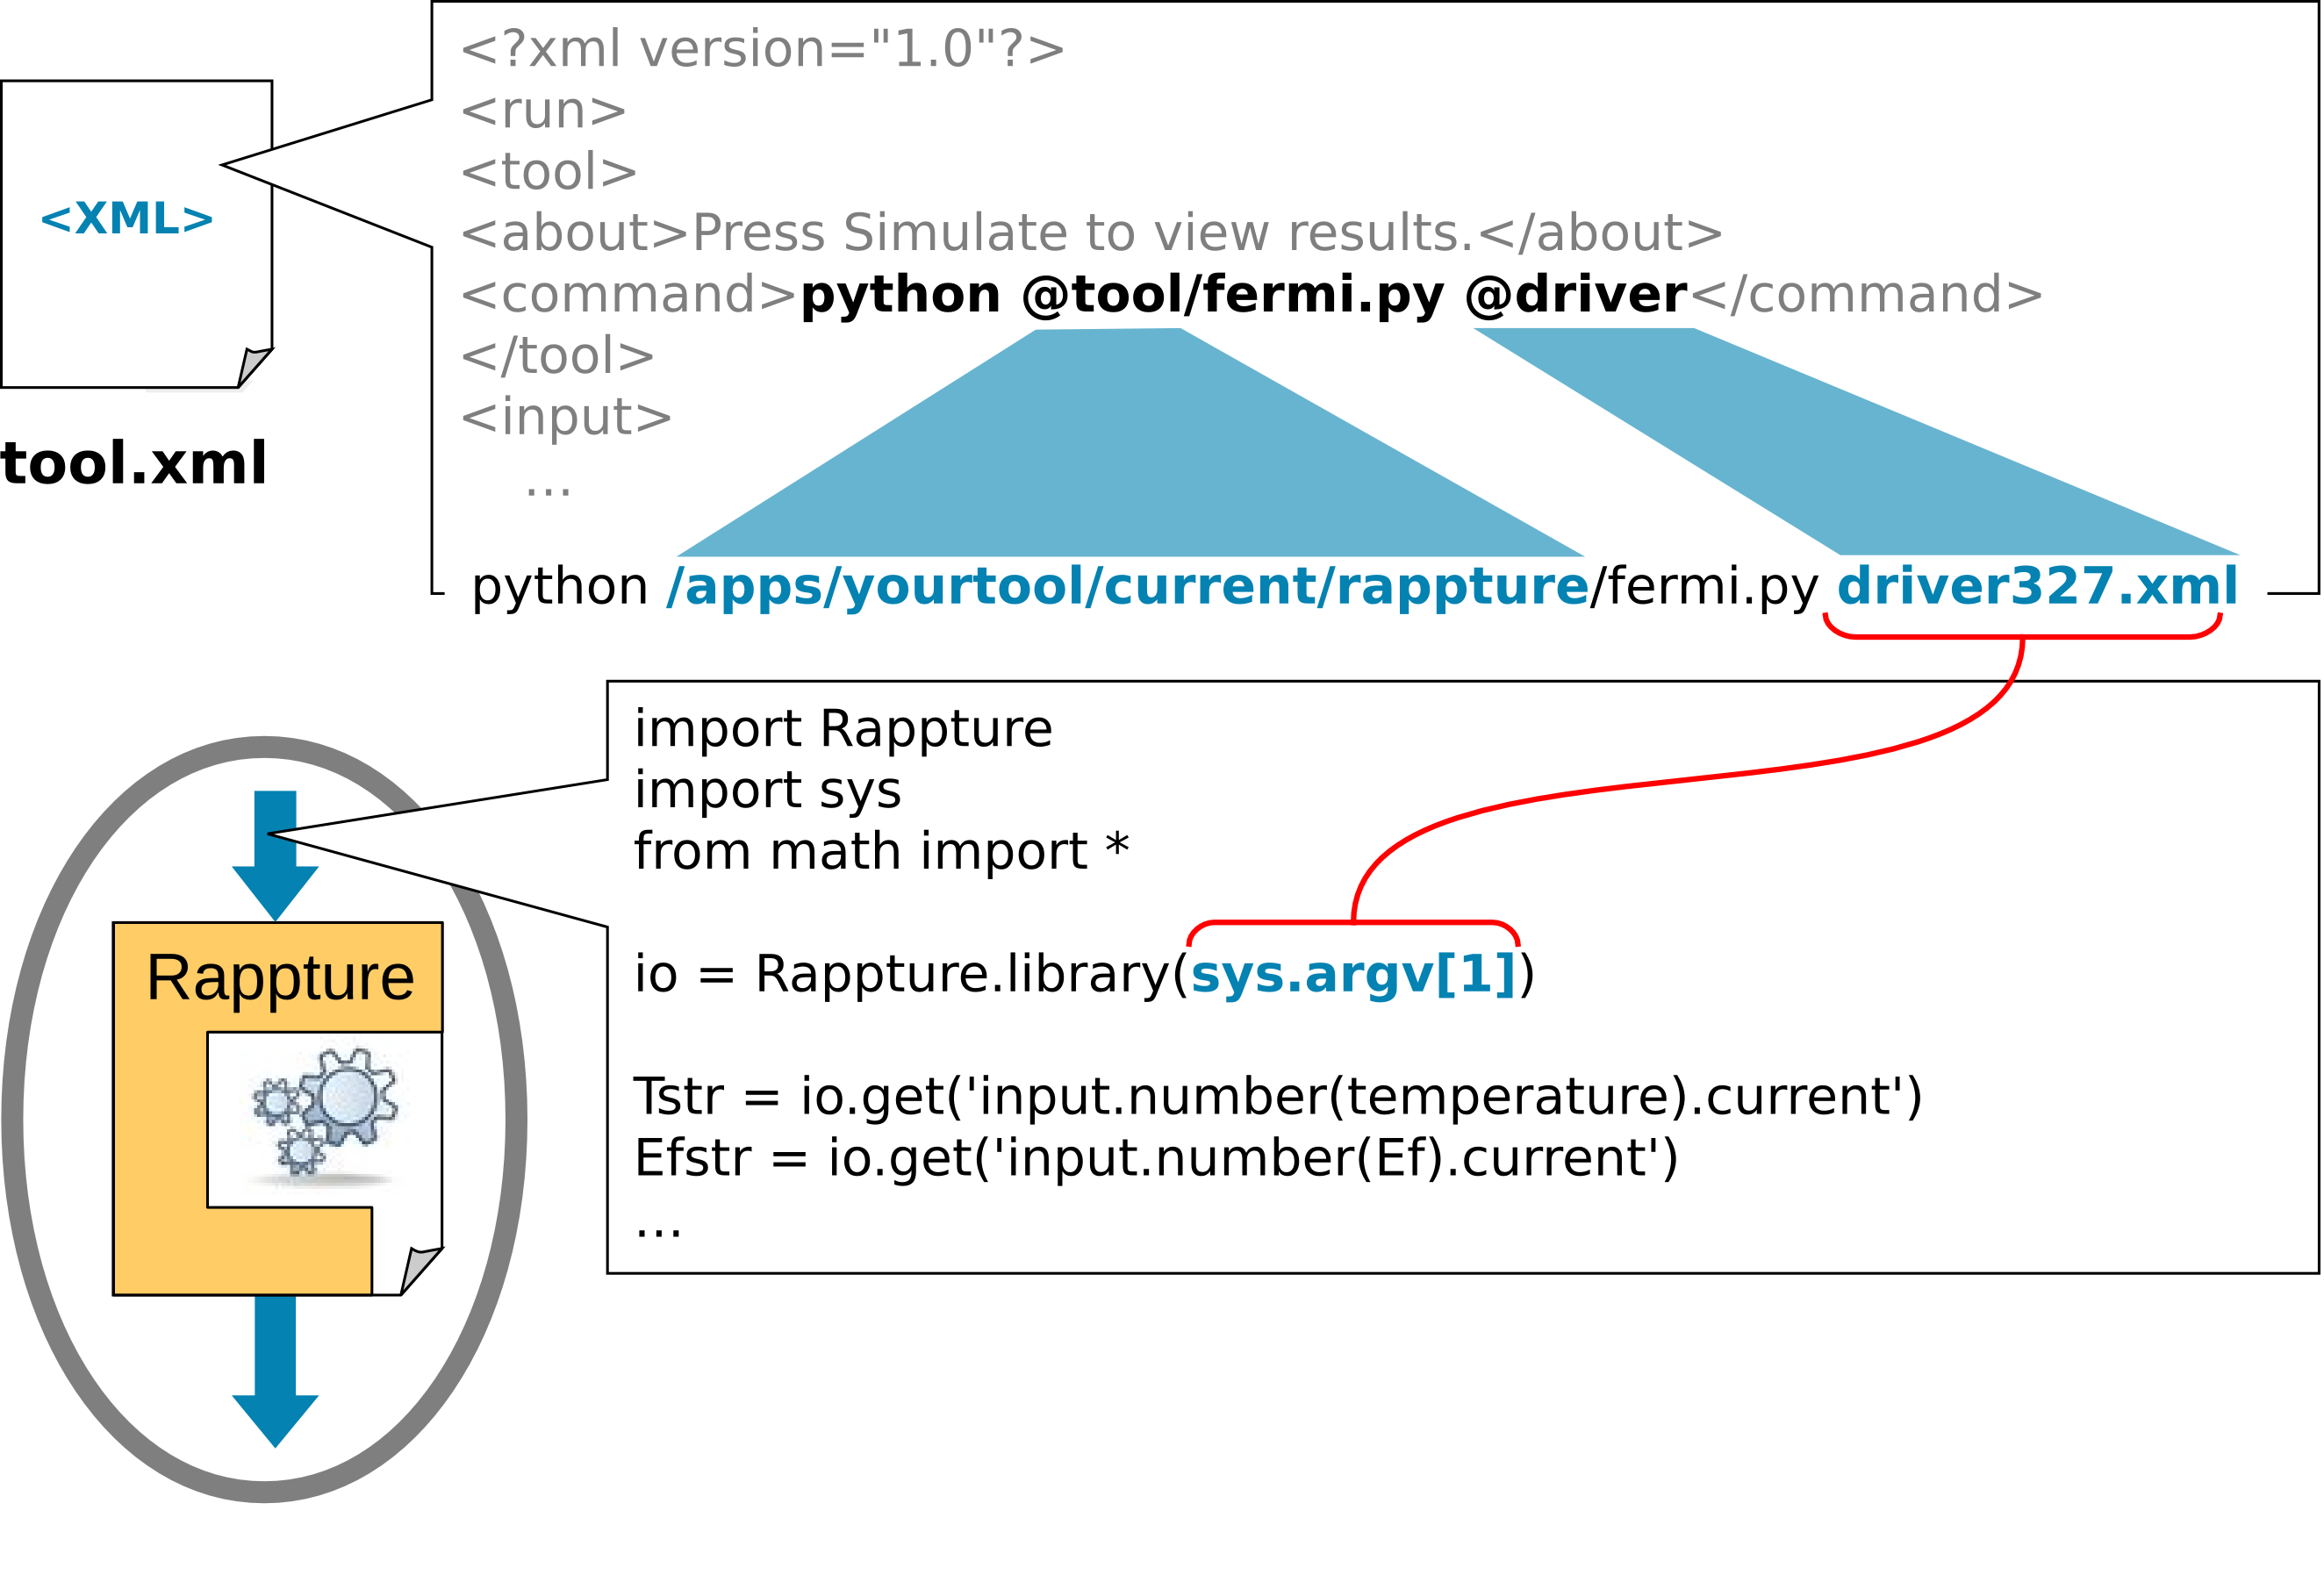 <?xml version="1.0"?>
<run>
<tool>
<about>Press Simulate to view results.</about>
<command>python @tool/fermi.py @driver</command>
</tool>
<input>
...
<XML>
tool.xml
python /apps/yourtool/current/rappture/fermi.py driver327.xml
import Rappture
import sys
from math import *
io = Rappture.library(sys.argv[1])
Tstr = io.get('input.number(temperature).current')
Efstr = io.get('input.number(Ef).current')
...
Rappture